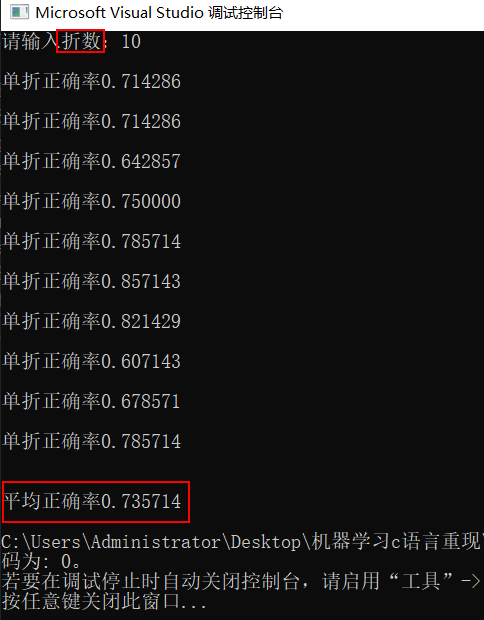 Microsoft Visual Studio 调试控制台
请输入折数：10
单折正确率0.714286
单折正确率0.714286
单折正确率0.642857
单折正确率0.750000
单折正确率0.785714
单折正确率0.857143
单折正确率0.821429
单折正确率0.607143
单折正确率0.678571
单折正确率0.785714
平均正确率0.735714
C:\Users\Administrator\Desktop\机器学习c语言重现\
码为: 0。
若要在调试停止时自动关闭控制台，请启用“工具”->
按任意键关闭此窗口...